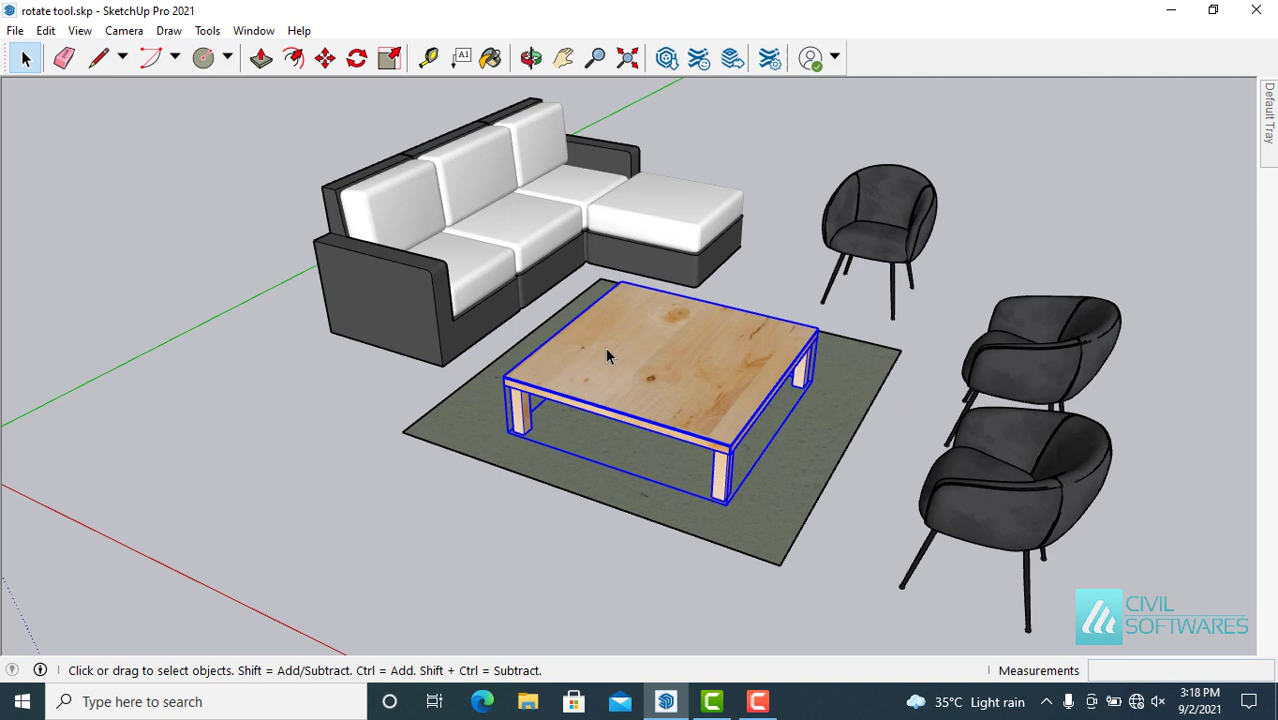 rotate tool.skp - SketchUp Pro 2021
File Edit View Camera Draw Tools Window Help
A1
Default Tray
CIVIL
SOFTWARES
Click or drag to select objects. Shift = Add/Subtract. Ctrl = Add. Shift + Ctrl = Subtract.
Measurements
Type here to search
35°C Light rain
3:18 PM
9/2/2021